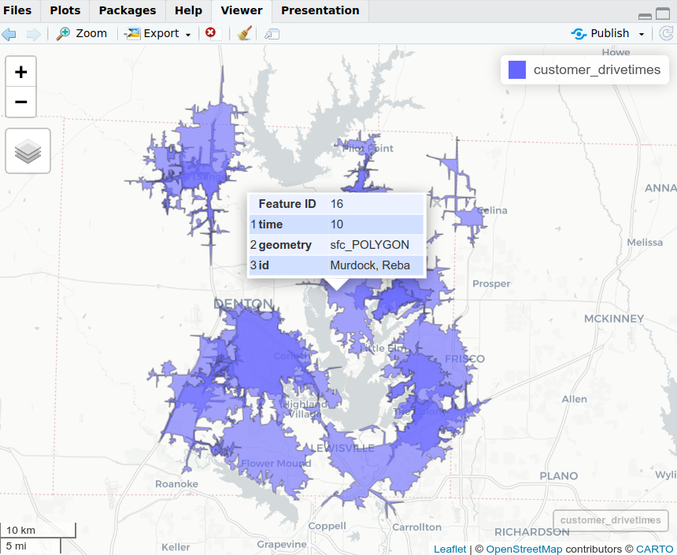 Files Plots Packages Help Viewer Presentation
Zoom Export Publish
Howe
+
−
customer_drivetimes
Pilot Point
ANNA
Feature ID 16
1 time 10
2 geometry sfc_POLYGON
3 id Murdock, Reba
Celina
Melissa
Prosper
DENTON
MCKINNEY
Little Elm
FRISCO
Corinth
Allen
Highland
Village
LEWISVILLE
Flower Mound
PLANO
Wyli
Roanoke
10 km
5 mi
Coppell
Carrollton
customer_drivetimes
RICHARDSON
Keller
Grapevine
Leaflet | © OpenStreetMap contributors © CARTO